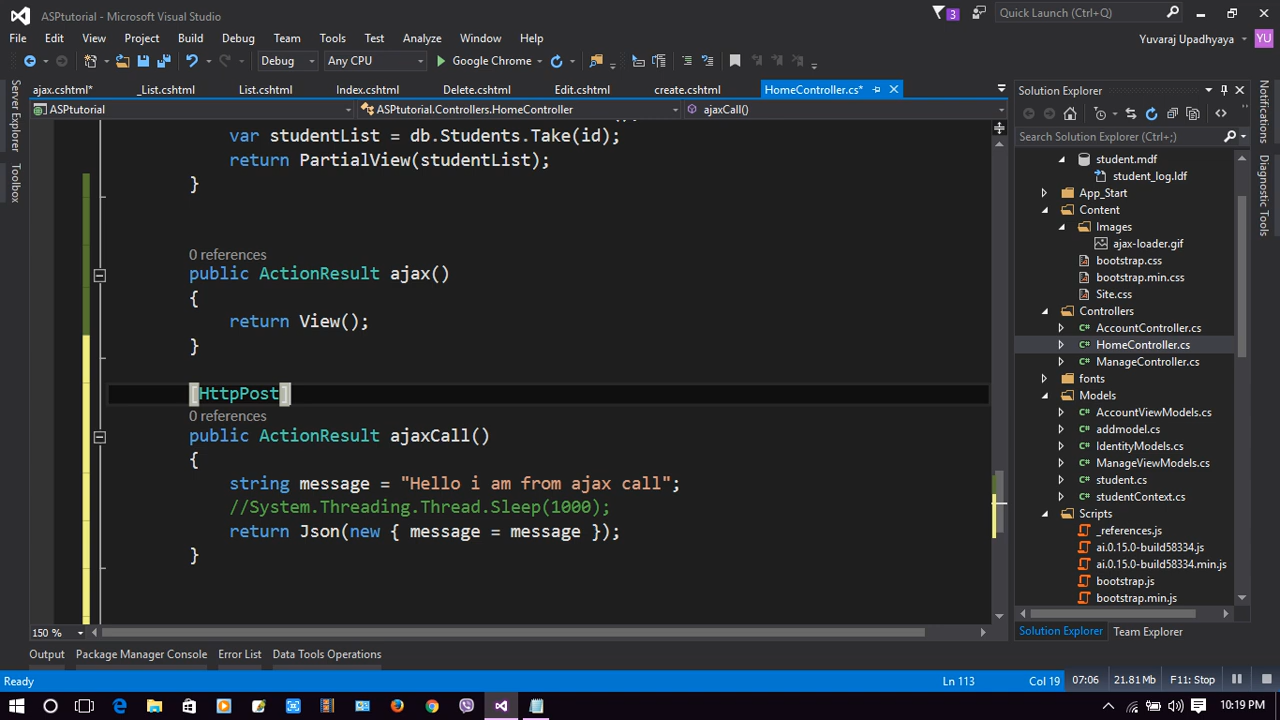 ASPtutorial - Microsoft Visual Studio
3
Quick Launch (Ctrl+Q)
File Edit View Project Build Debug Team Tools Test Analyze Window Help
Yuvaraj Upadhyaya
YU
Debug
Any CPU
Google Chrome
Server Explorer
Toolbox
ajax.cshtml*
_List.cshtml
List.cshtml
Index.cshtml
Delete.cshtml
Edit.cshtml
create.cshtml
HomeController.cs*
ASPtutorial
ASPtutorial.Controllers.HomeController
ajaxCall()
var studentList = db.Students.Take(id);
return PartialView(studentList);
}
0 references
public ActionResult ajax()
{
return View();
}
[HttpPost]
0 references
public ActionResult ajaxCall()
{
string message = "Hello i am from ajax call";
//System.Threading.Thread.Sleep(1000);
return Json(new { message = message });
}
150 %
Solution Explorer
Search Solution Explorer (Ctrl+;)
student.mdf
student_log.ldf
App_Start
Content
Images
ajax-loader.gif
bootstrap.css
bootstrap.min.css
Site.css
Controllers
AccountController.cs
HomeController.cs
ManageController.cs
fonts
Models
AccountViewModels.cs
addmodel.cs
IdentityModels.cs
ManageViewModels.cs
student.cs
studentContext.cs
Scripts
_references.js
ai.0.15.0-build58334.js
ai.0.15.0-build58334.min.js
bootstrap.js
bootstrap.min.js
Solution Explorer
Team Explorer
Notifications
Diagnostic Tools
Output
Package Manager Console
Error List
Data Tools Operations
Ready
Ln 113
Col 19
07:06
21.81 Mb
F11: Stop
10:19 PM